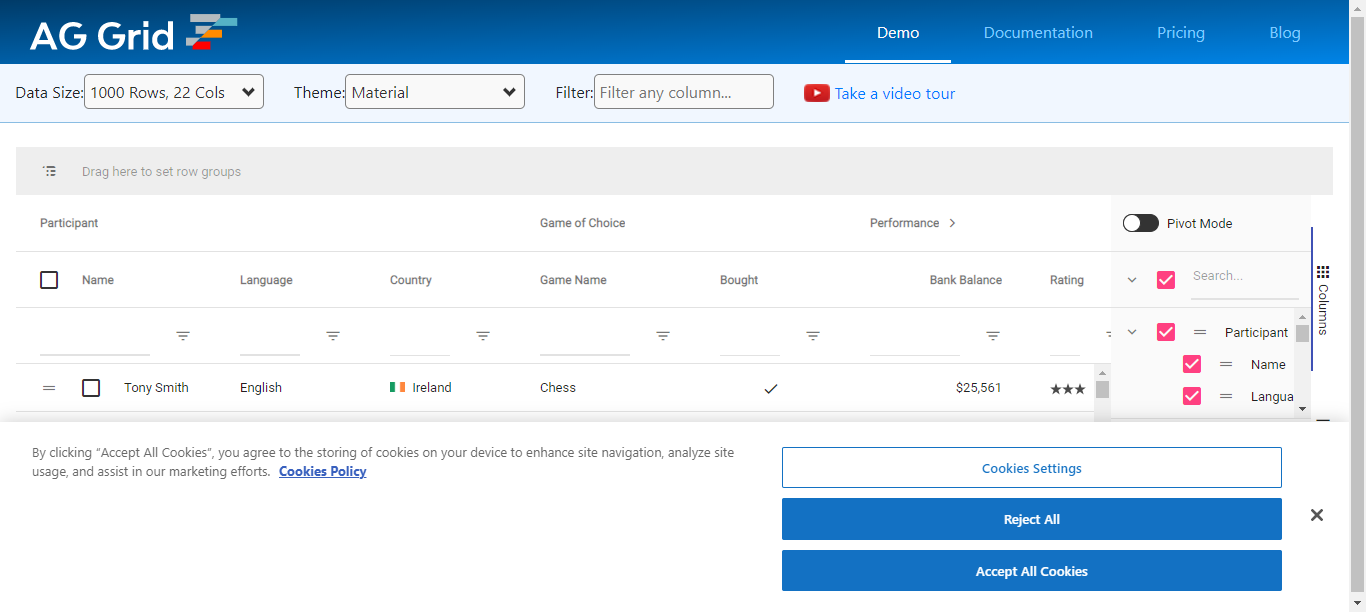 AG Grid
Demo
Documentation
Pricing
Blog
Data Size: 1000 Rows, 22 Cols
Theme: Material
Filter: Filter any column...
Take a video tour
Drag here to set row groups
Participant
Game of Choice
Performance
Pivot Mode
Name
Language
Country
Game Name
Bought
Bank Balance
Rating
Search...
Columns
Participant
Name
Langua
Tony Smith
English
Ireland
Chess
$25,561
By clicking “Accept All Cookies”, you agree to the storing of cookies on your device to enhance site navigation, analyze site
usage, and assist in our marketing efforts. Cookies Policy
Cookies Settings
Reject All
Accept All Cookies